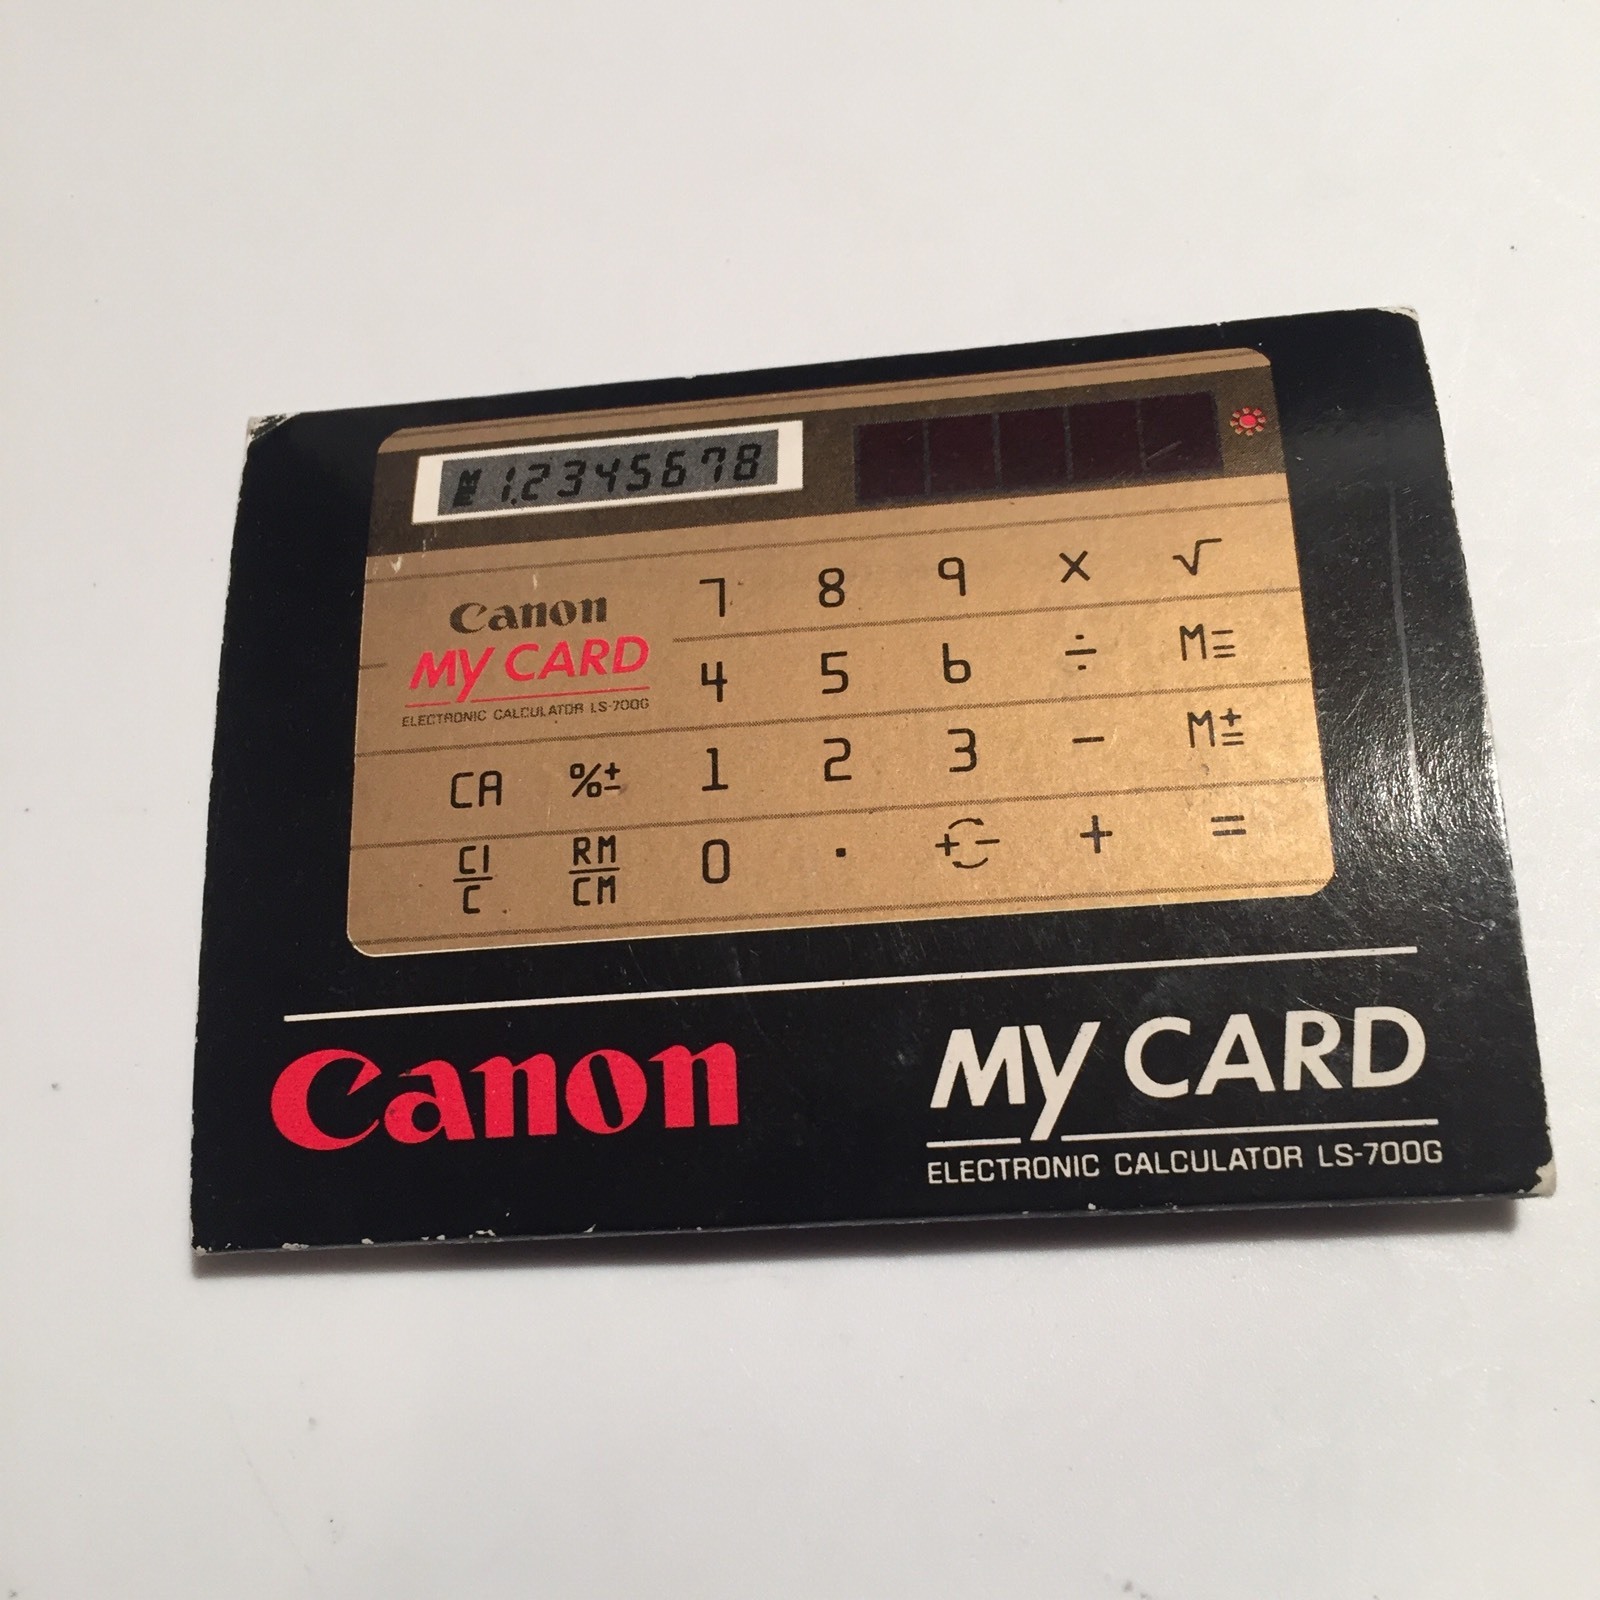 1.2345678
7 8 9 × √
Canon
MY CARD
ELECTRONIC CALCULATOR LS-700G
4 5 6 ÷ M=
CA %± 1 2 3 − M±
CI/C RM/CM 0 · +− + =
Canon
MY CARD
ELECTRONIC CALCULATOR LS-700G